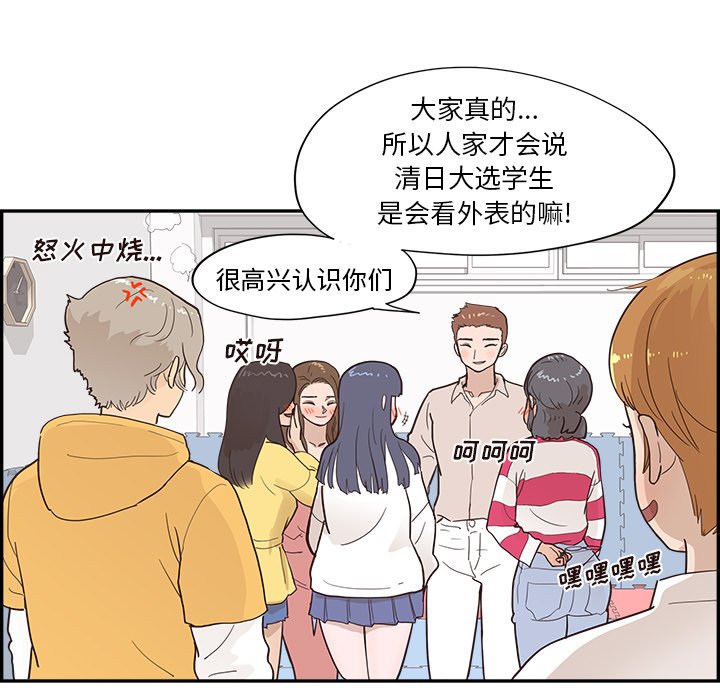 大家真的...
所以人家才会说
清日大选学生
是会看外表的嘛!
怒火中烧...
很高兴认识你们
哎呀
呵呵呵
嘿嘿嘿嘿